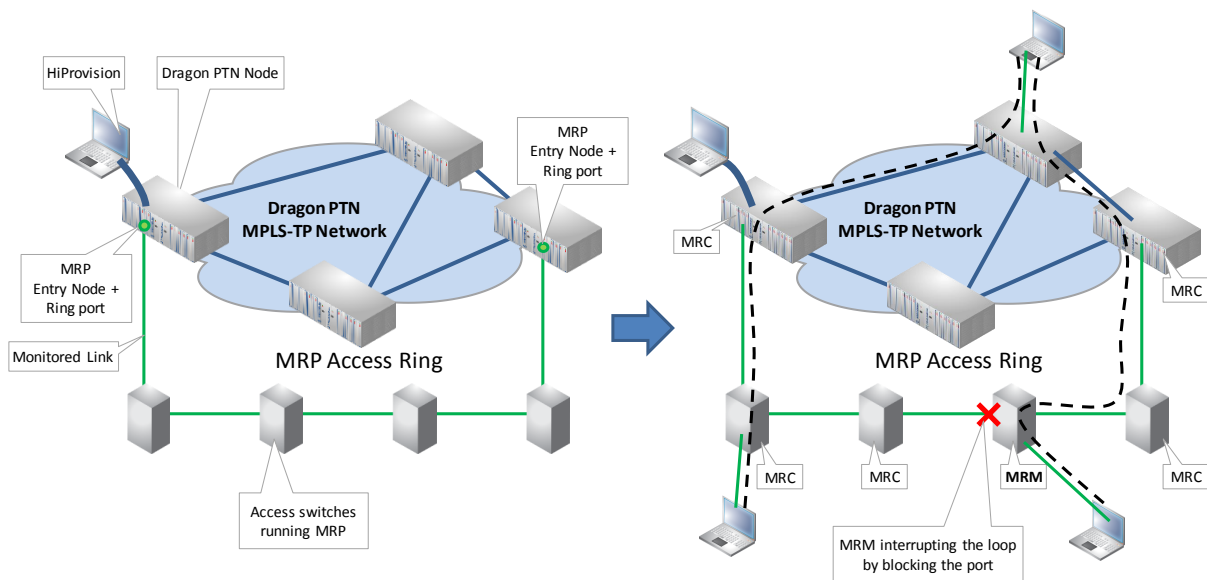 HiProvision
Dragon PTN Node
MRP
Entry Node +
Ring port
Dragon PTN
MPLS-TP Network
MRP
Entry Node +
Ring port
Monitored Link
MRP Access Ring
Access switches
running MRP
MRC
Dragon PTN
MPLS-TP Network
MRC
MRP Access Ring
MRC
MRC
MRM
MRC
MRM interrupting the loop
by blocking the port